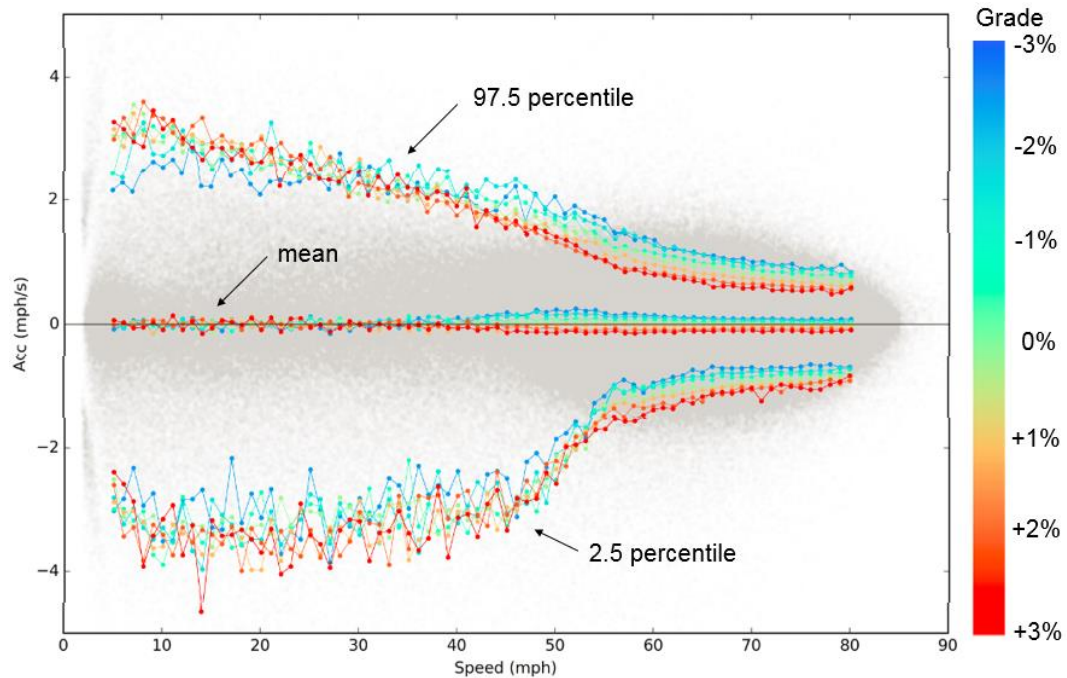 Grade
-3%
-2%
-1%
0%
+1%
+2%
+3%
97.5 percentile
mean
2.5 percentile
Acc (mph/s)
4
2
0
−2
−4
0 10 20 30 40 50 60 70 80 90
Speed (mph)